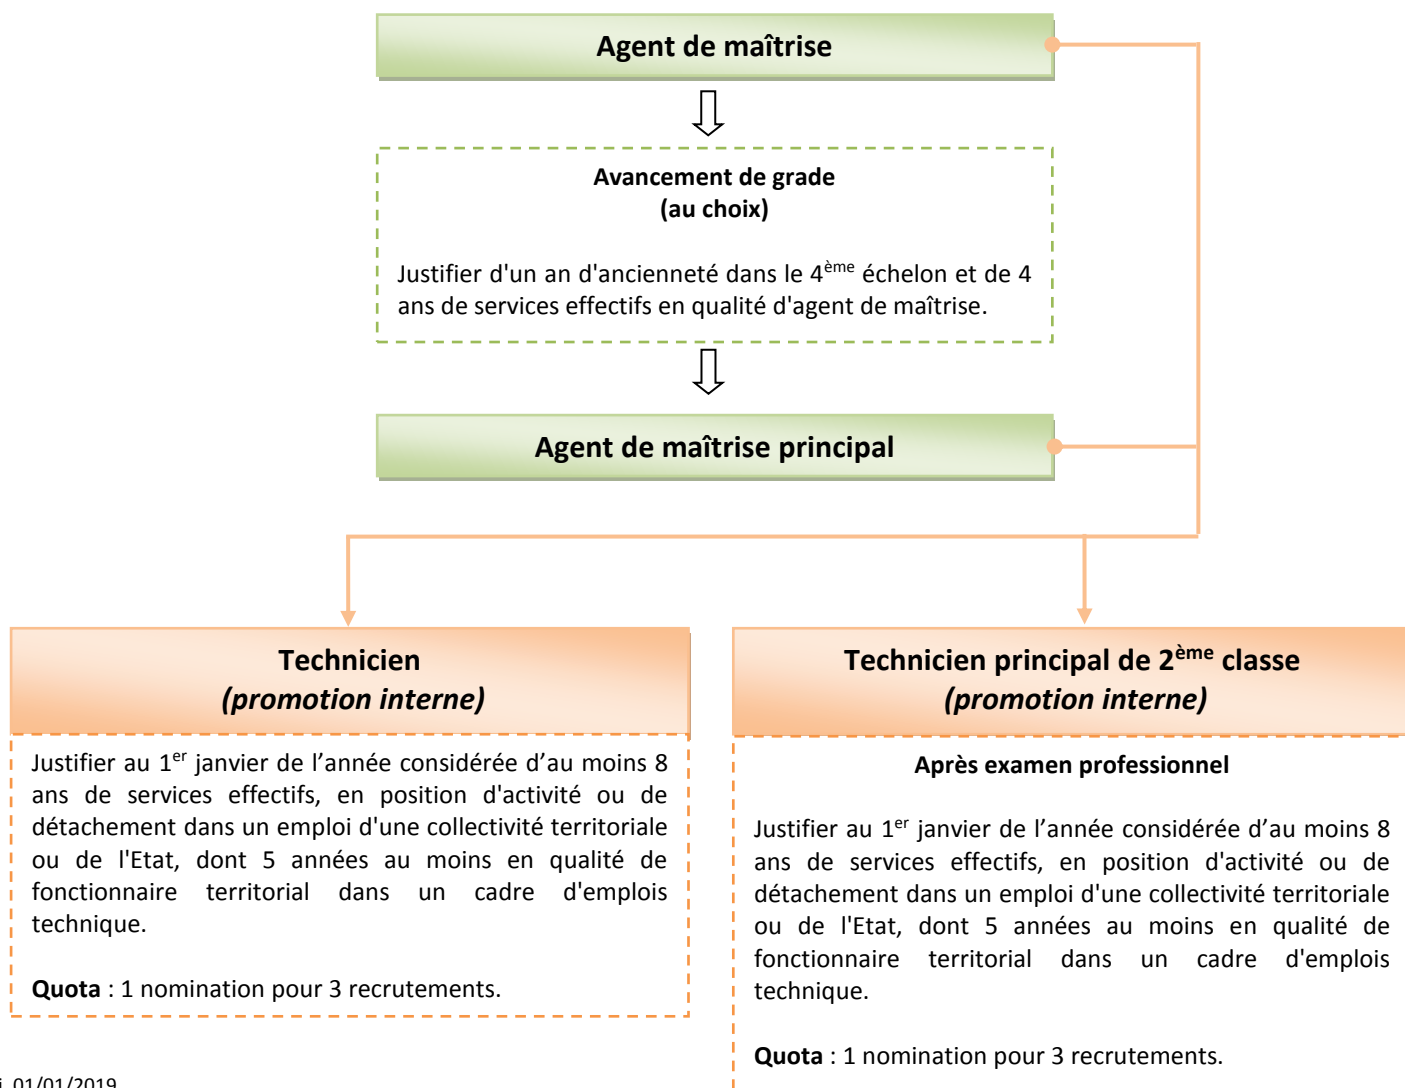 Agent de maîtrise
Avancement de grade
(au choix)
Justifier d'un an d'ancienneté dans le 4ème échelon et de 4
ans de services effectifs en qualité d'agent de maîtrise.
Agent de maîtrise principal
Technicien
(promotion interne)
Justifier au 1er janvier de l’année considérée d’au moins 8
ans de services effectifs, en position d'activité ou de
détachement dans un emploi d'une collectivité territoriale
ou de l'Etat, dont 5 années au moins en qualité de
fonctionnaire territorial dans un cadre d'emplois
technique.
Quota : 1 nomination pour 3 recrutements.
Technicien principal de 2ème classe
(promotion interne)
Après examen professionnel
Justifier au 1er janvier de l’année considérée d’au moins 8
ans de services effectifs, en position d'activité ou de
détachement dans un emploi d'une collectivité territoriale
ou de l'Etat, dont 5 années au moins en qualité de
fonctionnaire territorial dans un cadre d'emplois
technique.
Quota : 1 nomination pour 3 recrutements.
01/01/2019